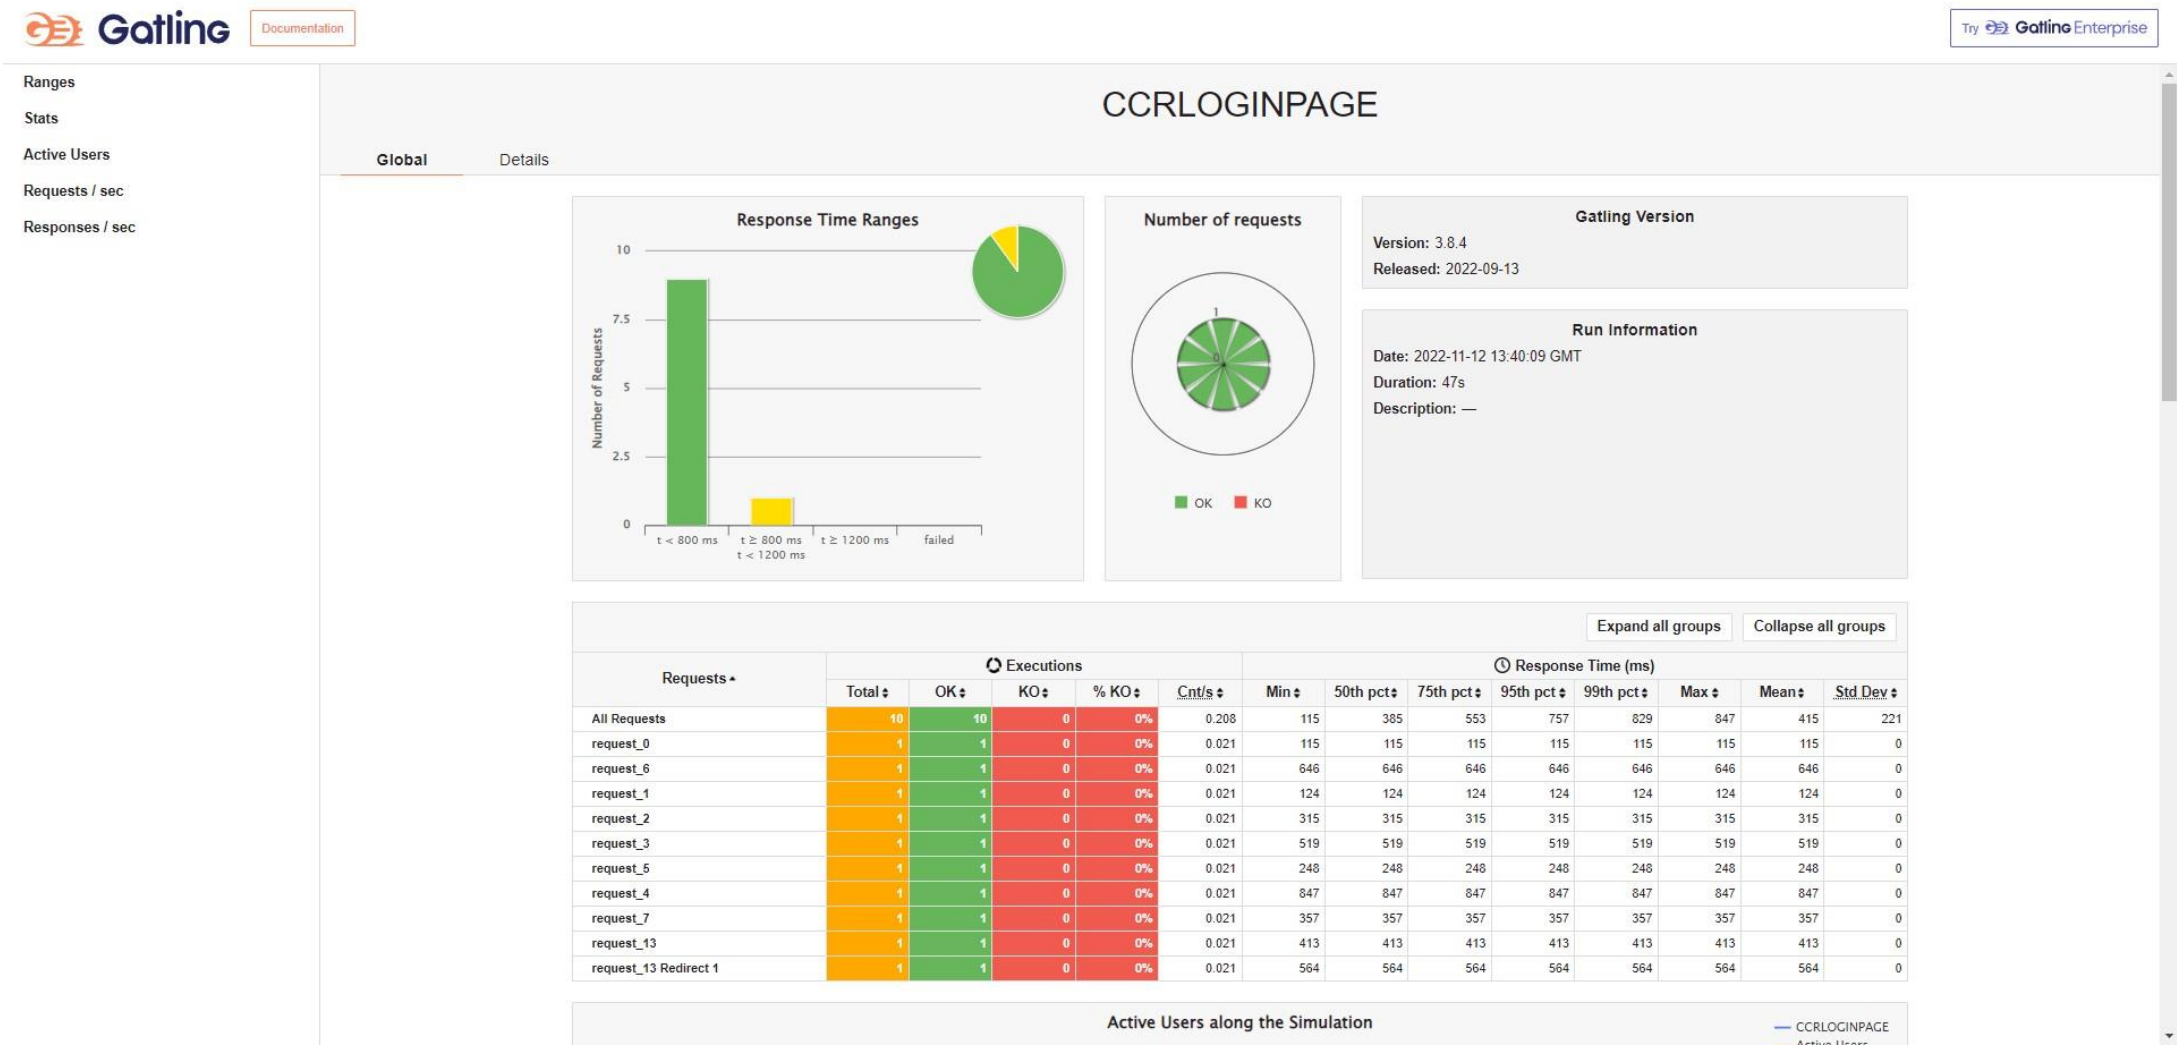 Gatling Documentation
Try Gatling Enterprise
Ranges
Stats
Active Users
Requests / sec
Responses / sec
CCRLOGINPAGE
Global Details
Response Time Ranges
Number of Requests
10
7.5
5
2.5
0
t < 800 ms
t ≥ 800 ms
t < 1200 ms
t ≥ 1200 ms
failed
Number of requests
1
0
OK KO
Gatling Version
Version: 3.8.4
Released: 2022-09-13
Run Information
Date: 2022-11-12 13:40:09 GMT
Duration: 47s
Description: —
Expand all groups Collapse all groups
Requests Executions Response Time (ms)
Total OK KO % KO Cnt/s Min 50th pct 75th pct 95th pct 99th pct Max Mean Std Dev
All Requests 10 10 0 0% 0.208 115 385 553 757 829 847 415 221
request_0 1 1 0 0% 0.021 115 115 115 115 115 115 115 0
request_6 1 1 0 0% 0.021 646 646 646 646 646 646 646 0
request_1 1 1 0 0% 0.021 124 124 124 124 124 124 124 0
request_2 1 1 0 0% 0.021 315 315 315 315 315 315 315 0
request_3 1 1 0 0% 0.021 519 519 519 519 519 519 519 0
request_5 1 1 0 0% 0.021 248 248 248 248 248 248 248 0
request_4 1 1 0 0% 0.021 847 847 847 847 847 847 847 0
request_7 1 1 0 0% 0.021 357 357 357 357 357 357 357 0
request_13 1 1 0 0% 0.021 413 413 413 413 413 413 413 0
request_13 Redirect 1 1 1 0 0% 0.021 564 564 564 564 564 564 564 0
Active Users along the Simulation
CCRLOGINPAGE
Active Users